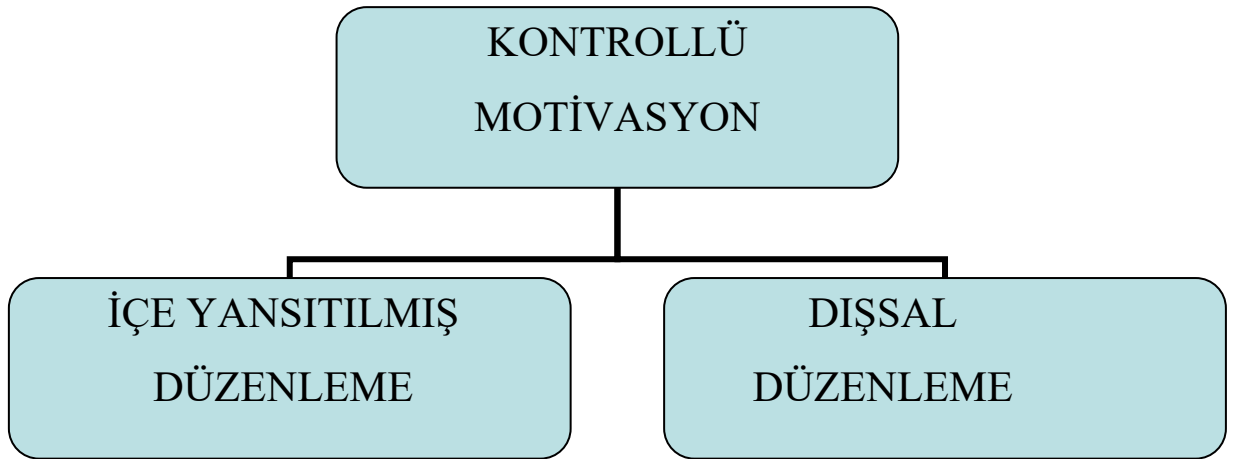 KONTROLLÜ
MOTİVASYON
İÇE YANSITILMIŞ
DÜZENLEME
DIŞSAL
DÜZENLEME